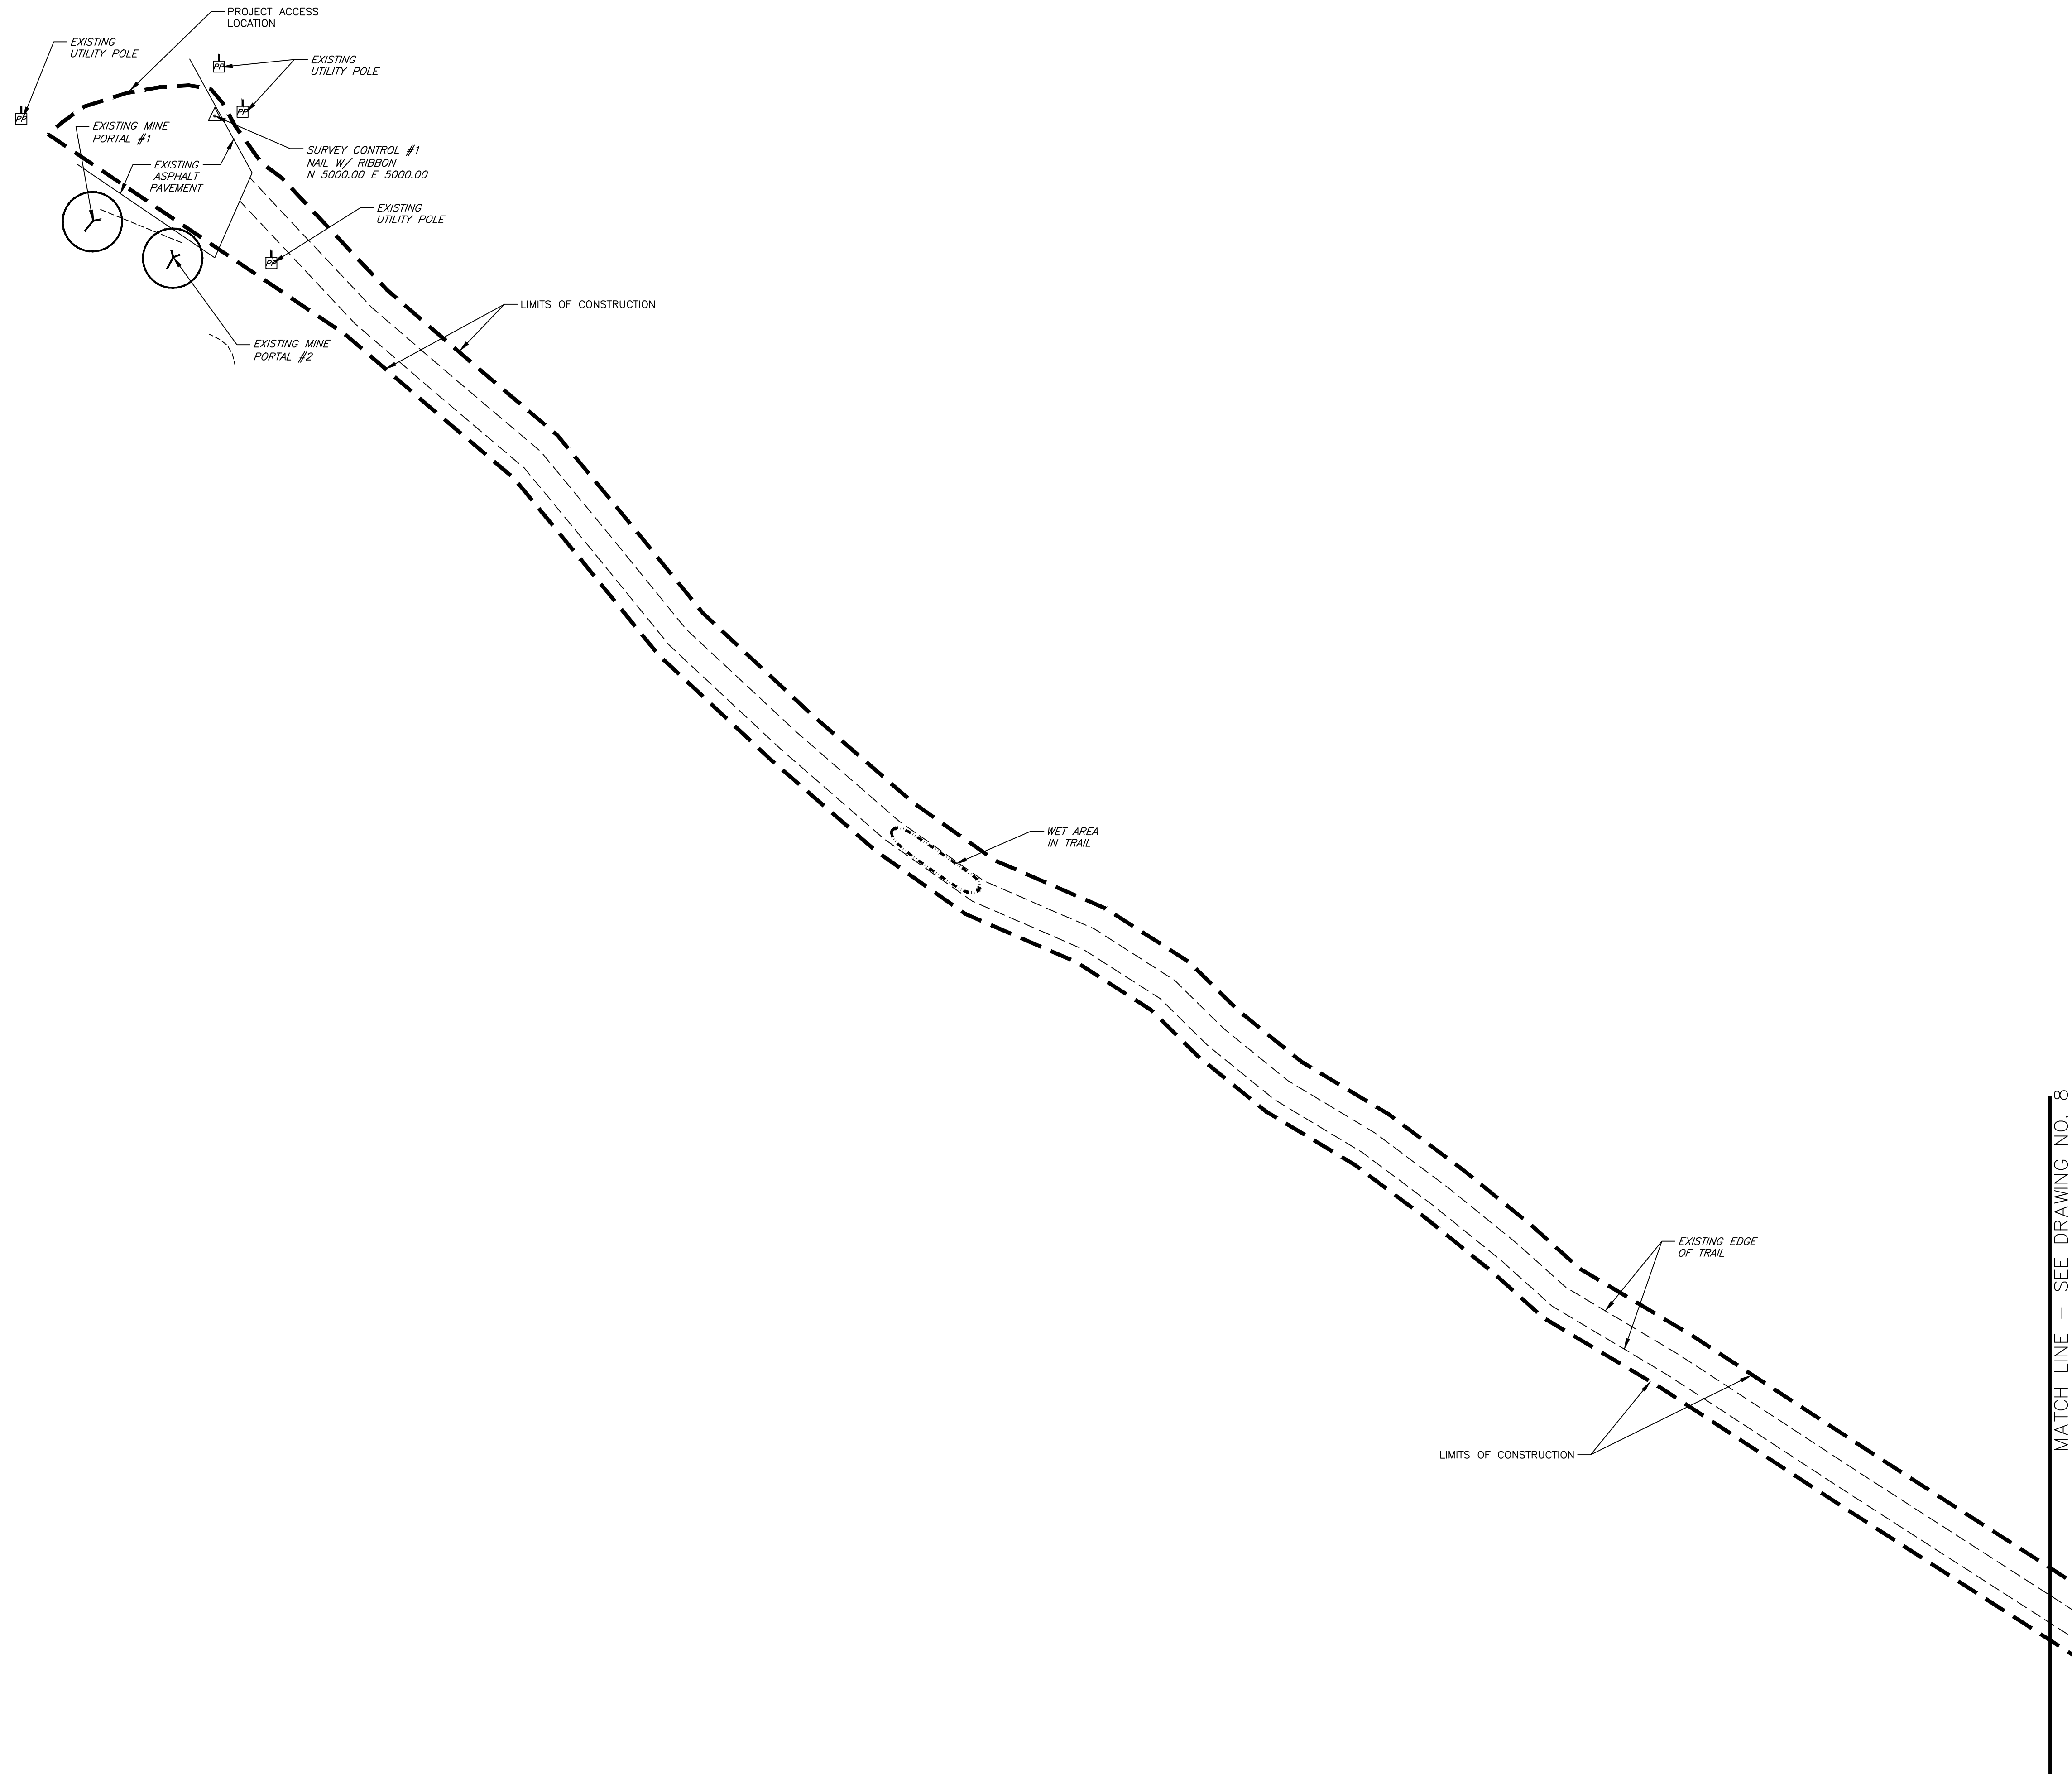 PROJECT ACCESS
LOCATION
EXISTING
UTILITY POLE
EXISTING
UTILITY POLE
PP
PP
PP
EXISTING MINE
PORTAL #1
SURVEY CONTROL #1
NAIL W/ RIBBON
N 5000.00 E 5000.00
EXISTING
ASPHALT
PAVEMENT
EXISTING
UTILITY POLE
PP
LIMITS OF CONSTRUCTION
EXISTING MINE
PORTAL #2
WET AREA
IN TRAIL
MATCH LINE - SEE DRAWING NO. 8
EXISTING EDGE
OF TRAIL
LIMITS OF CONSTRUCTION